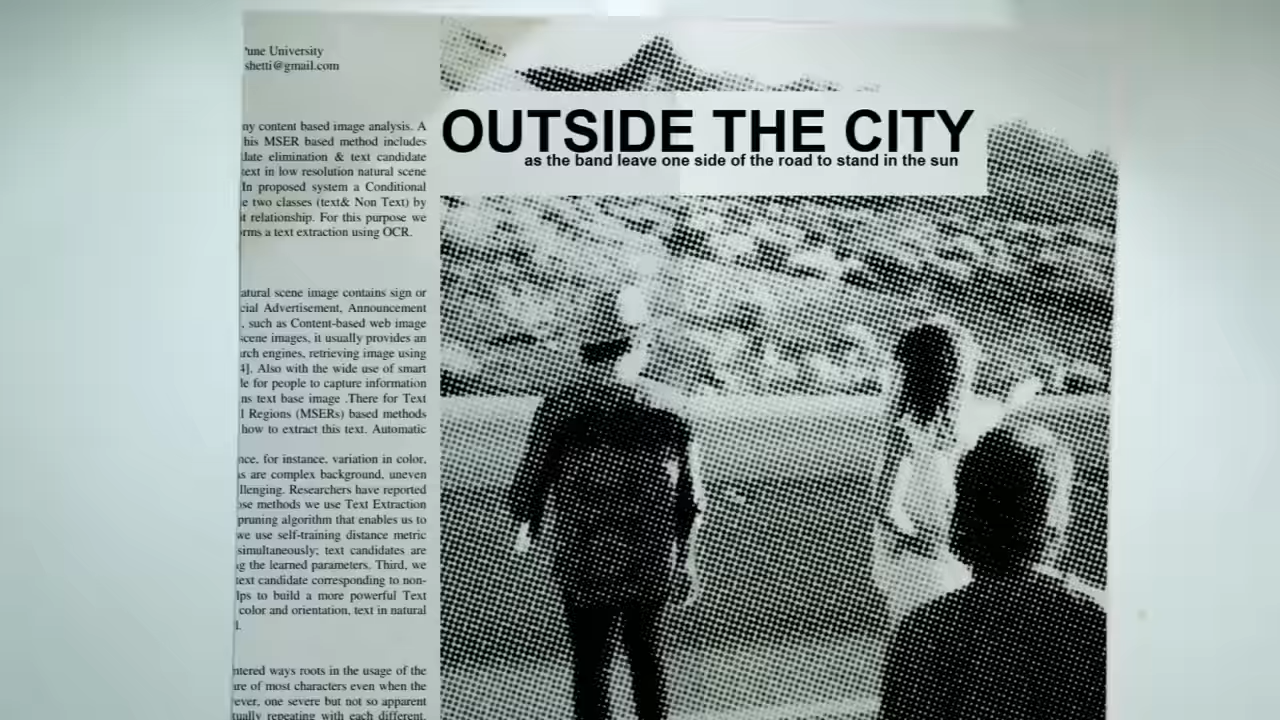 une University
shetti@gmail.com
ny content based image analysis. A
his MSER based method includes
date elimination & text candidate
text in low resolution natural scene
In proposed system a Conditional
e two classes (text& Non Text) by
it relationship. For this purpose we
rms a text extraction using OCR.
atural scene image contains sign or
cial Advertisement, Announcement
, such as Content-based web image
scene images, it usually provides an
arch engines, retrieving image using
4]. Also with the wide use of smart
le for people to capture information
ns text base image .There for Text
l Regions (MSERs) based methods
how to extract this text. Automatic
nce, for instance, variation in color,
as are complex background, uneven
llenging. Researchers have reported
ose methods we use Text Extraction
pruning algorithm that enables us to
we use self-training distance metric
simultaneously; text candidates are
g the learned parameters. Third, we
text candidate corresponding to non-
lps to build a more powerful Text
color and orientation, text in natural
l.
ntered ways roots in the usage of the
are of most characters even when the
ever, one severe but not so apparent
tually repeating with each different,
OUTSIDE THE CITY
as the band leave one side of the road to stand in the sun